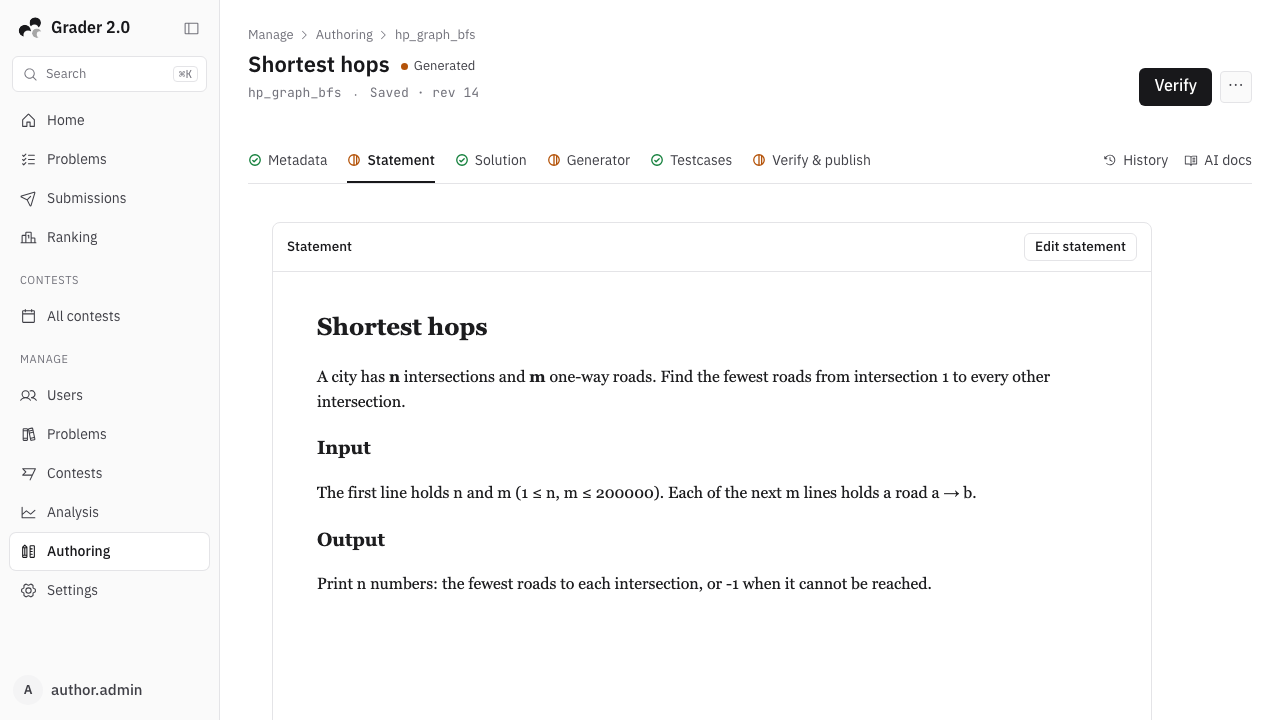 Grader 2.0
Search ⌘K
Home
Problems
Submissions
Ranking
CONTESTS
All contests
MANAGE
Users
Problems
Contests
Analysis
Authoring
Settings
A author.admin
Manage > Authoring > hp_graph_bfs
Shortest hops
Generated
hp_graph_bfs . Saved · rev 14
Verify ...
Metadata Statement Solution Generator Testcases Verify & publish History AI docs
Statement
Edit statement
Shortest hops
A city has n intersections and m one-way roads. Find the fewest roads from intersection 1 to every other
intersection.
Input
The first line holds n and m (1 ≤ n, m ≤ 200000). Each of the next m lines holds a road a → b.
Output
Print n numbers: the fewest roads to each intersection, or -1 when it cannot be reached.